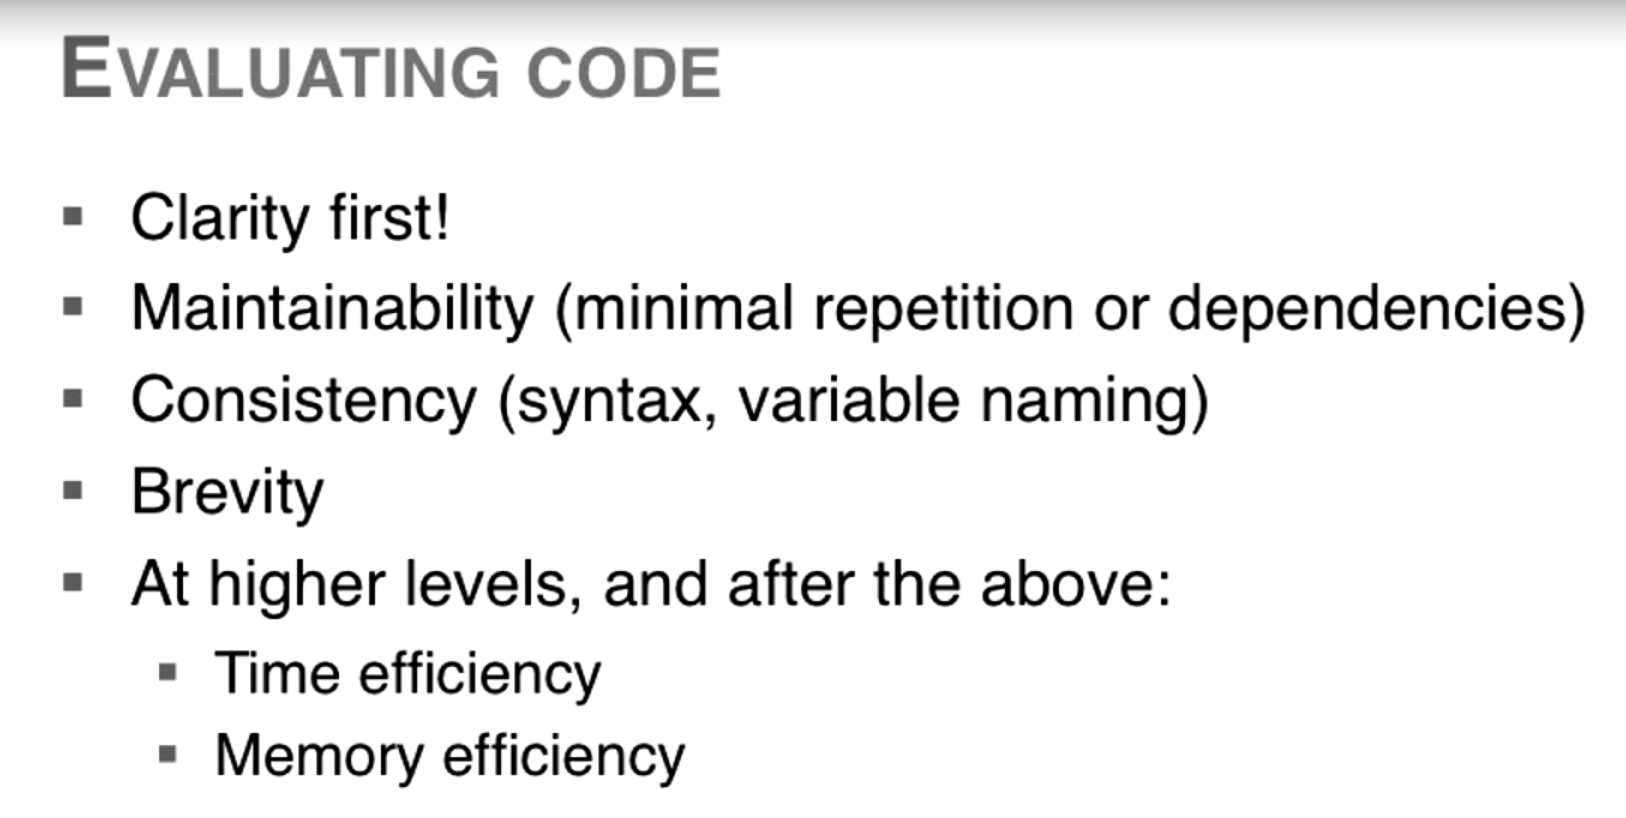 EVALUATING CODE
Clarity first!
Maintainability (minimal repetition or dependencies)
Consistency (syntax, variable naming)
Brevity
At higher levels, and after the above:
Time efficiency
Memory efficiency